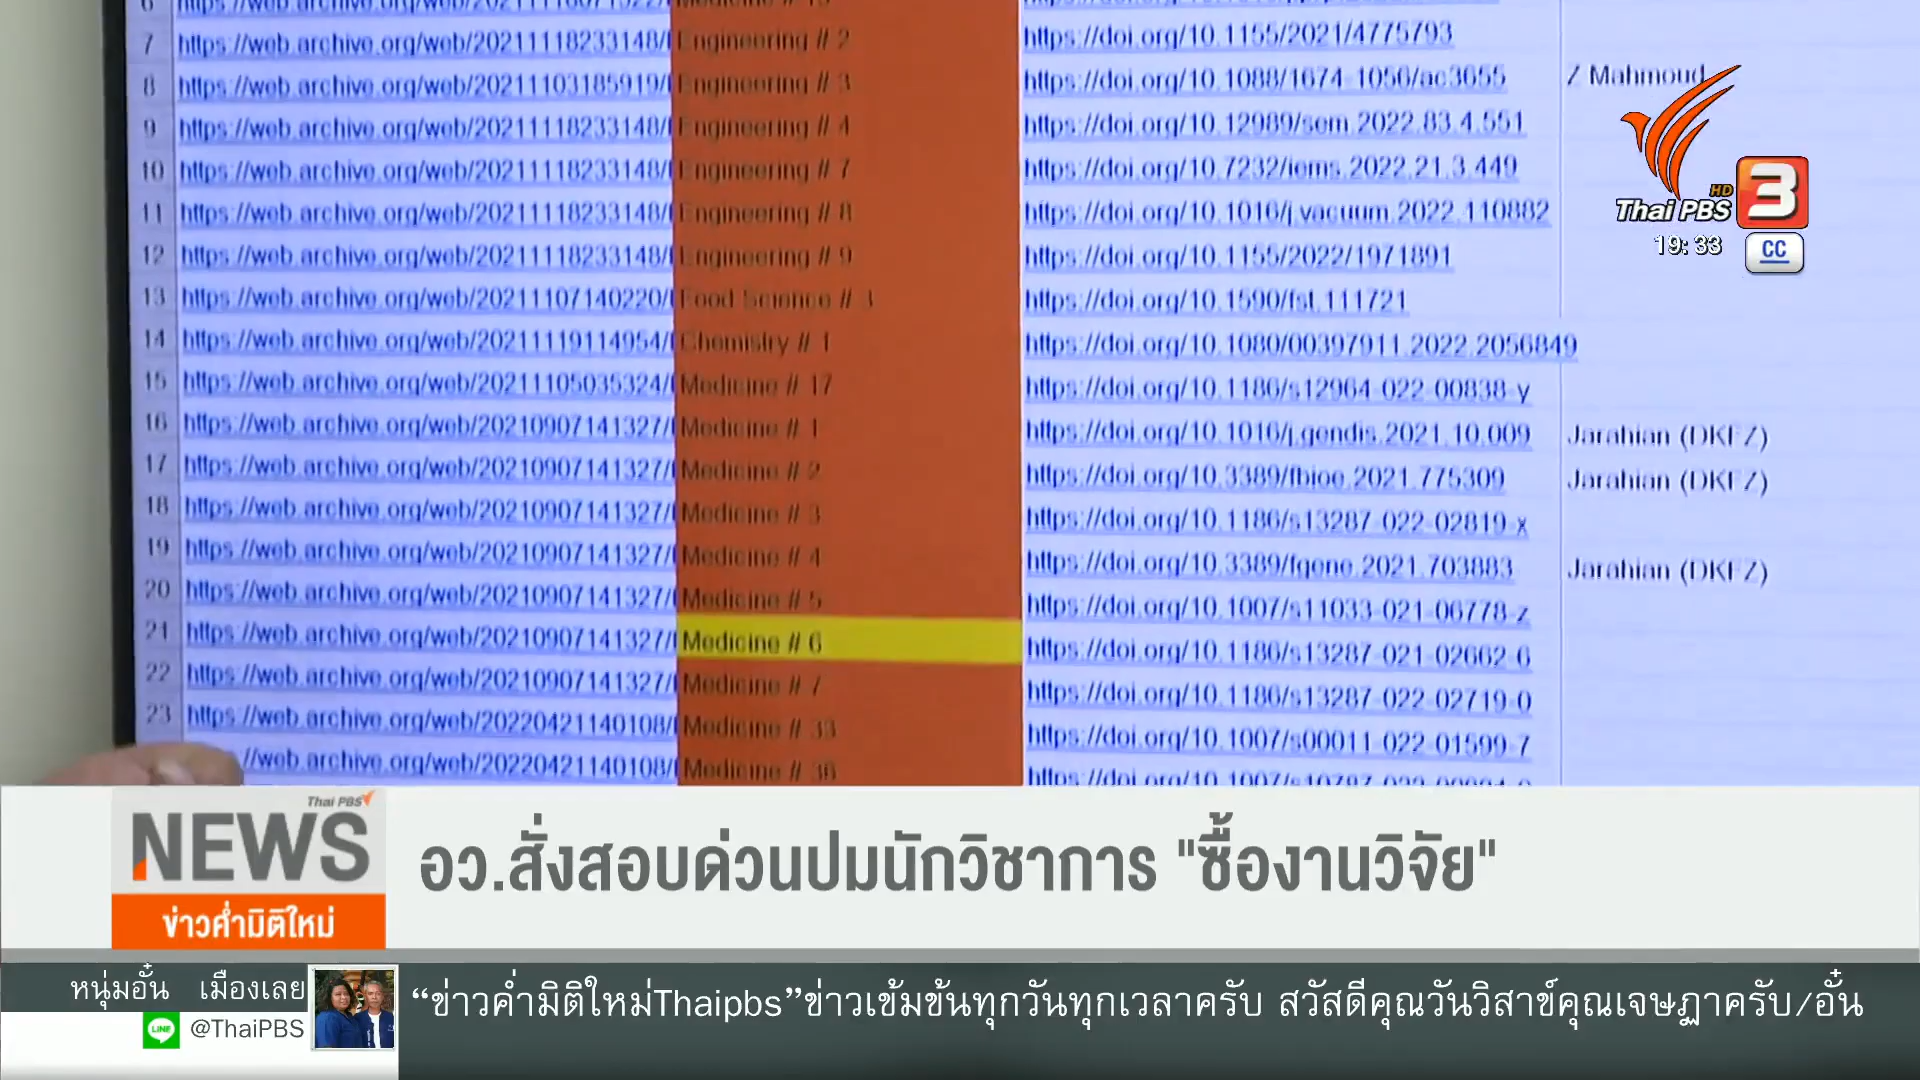 7 https://web.archive.org/web/20211118233148/ Engineering # 2 https://doi.org/10.1155/2021/4775793
8 https://web.archive.org/web/20211103185919/ Engineering # 3 https://doi.org/10.1088/1674-1056/ac3655 Z Mahmoud
9 https://web.archive.org/web/20211118233148/ Engineering # 4 https://doi.org/10.12989/sem.2022.83.4.551
10 https://web.archive.org/web/20211118233148/ Engineering # 7 https://doi.org/10.7232/iems.2022.21.3.449
11 https://web.archive.org/web/20211118233148/ Engineering # 8 https://doi.org/10.1016/j.vacuum.2022.110882
12 https://web.archive.org/web/20211118233148/ Engineering # 9 https://doi.org/10.1155/2022/1971891
13 https://web.archive.org/web/20211107140220/ Food Science # 3 https://doi.org/10.1590/fst.111721
14 https://web.archive.org/web/20211119114954/ Chemistry # 1 https://doi.org/10.1080/00397911.2022.2056849
15 https://web.archive.org/web/20211105035324/ Medicine # 17 https://doi.org/10.1186/s12964-022-00838-y
16 https://web.archive.org/web/20210907141327/ Medicine # 1 https://doi.org/10.1016/j.gendis.2021.10.009 Jarahian (DKFZ)
17 https://web.archive.org/web/20210907141327/ Medicine # 2 https://doi.org/10.3389/fbioe.2021.775309 Jarahian (DKFZ)
18 https://web.archive.org/web/20210907141327/ Medicine # 3 https://doi.org/10.1186/s13287-022-02819-x
19 https://web.archive.org/web/20210907141327/ Medicine # 4 https://doi.org/10.3389/fgene.2021.703883 Jarahian (DKFZ)
20 https://web.archive.org/web/20210907141327/ Medicine # 5 https://doi.org/10.1007/s11033-021-06778-z
21 https://web.archive.org/web/20210907141327/ Medicine # 6 https://doi.org/10.1186/s13287-021-02662-6
22 https://web.archive.org/web/20210907141327/ Medicine # 7 https://doi.org/10.1186/s13287-022-02719-0
23 https://web.archive.org/web/20220421140108/ Medicine # 33 https://doi.org/10.1007/s00011-022-01599-7
://web.archive.org/web/20220421140108/ Medicine # 36
Thai PBS HD 3
19:33 CC
Thai PBS
NEWS
ข่าวค่ำมิติใหม่
อว.สั่งสอบด่วนปมนักวิชาการ "ซื้องานวิจัย"
หนุ่มอั๋น เมืองเลย
LINE @ThaiPBS
“ข่าวค่ำมิติใหม่Thaipbs”ข่าวเข้มข้นทุกวันทุกเวลาครับ สวัสดีคุณวันวิสาข์คุณเจษฎาครับ/อั๋น